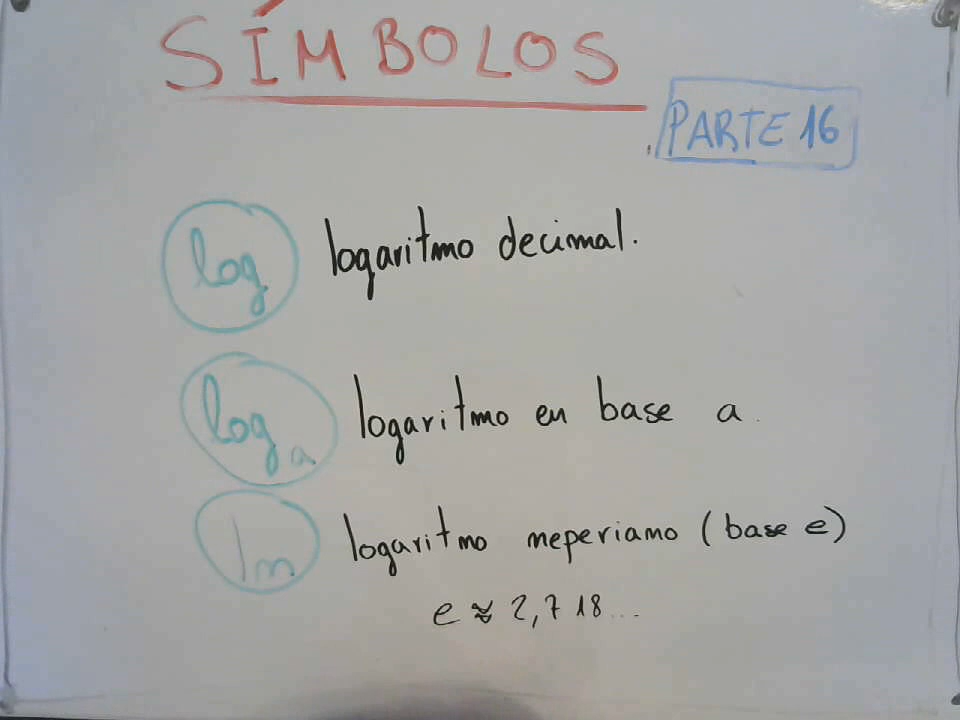 SÍMBOLOS
PARTE 16
log logaritmo decimal.
log a logaritmo en base a.
ln logaritmo neperiano (base e)
e ≈ 2,718...